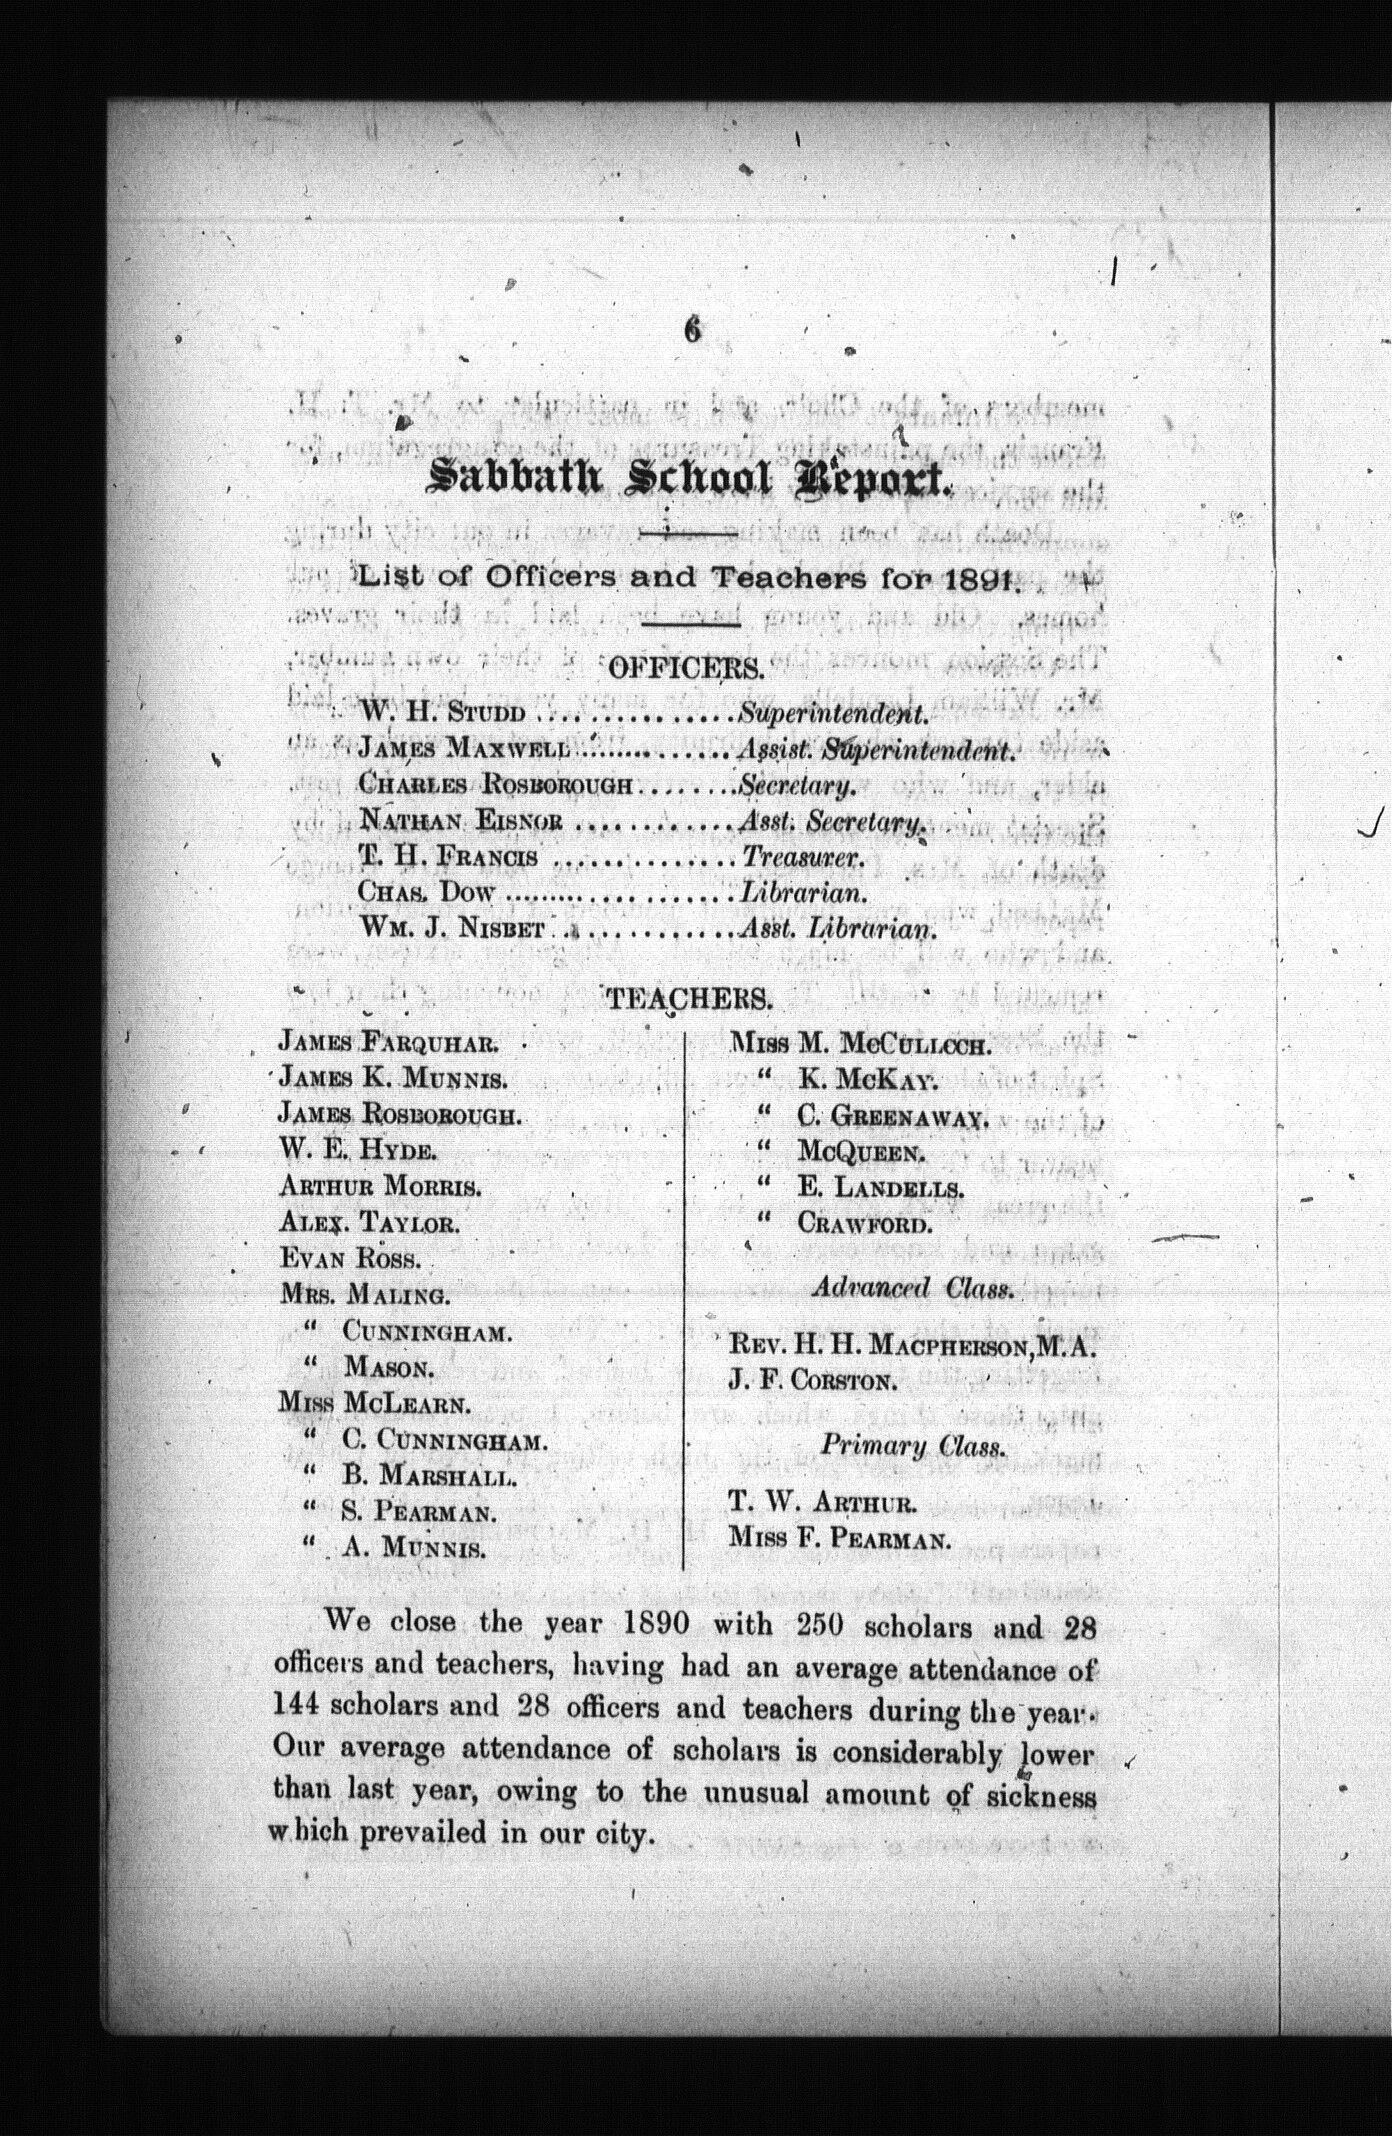 6
Sabbath School Report.
List of Officers and Teachers for 1891.
OFFICERS.
W. H. STUDD ............... Superintendent.
JAMES MAXWELL ............... Assist. Superintendent.
CHARLES ROSBOROUGH ........ Secretary.
NATHAN EISNOR ............ Asst. Secretary.
T. H. FRANCIS .............. Treasurer.
CHAS. DOW ................... Librarian.
WM. J. NISBET .............. Asst. Librarian.
TEACHERS.
JAMES FARQUHAR.
JAMES K. MUNNIS.
JAMES ROSBOROUGH.
W. E. HYDE.
ARTHUR MORRIS.
ALEX. TAYLOR.
EVAN ROSS.
MRS. MALING.
“ CUNNINGHAM.
“ MASON.
MISS MCLEARN.
“ C. CUNNINGHAM.
“ B. MARSHALL.
“ S. PEARMAN.
“ A. MUNNIS.
MISS M. MCCULLOCH.
“ K. MCKAY.
“ C. GREENAWAY.
“ MCQUEEN.
“ E. LANDELLS.
“ CRAWFORD.
Advanced Class.
REV. H. H. MACPHERSON, M.A.
J. F. CORSTON.
Primary Class.
T. W. ARTHUR.
MISS F. PEARMAN.
We close the year 1890 with 250 scholars and 28
officers and teachers, having had an average attendance of
144 scholars and 28 officers and teachers during the year.
Our average attendance of scholars is considerably lower
than last year, owing to the unusual amount of sickness
which prevailed in our city.